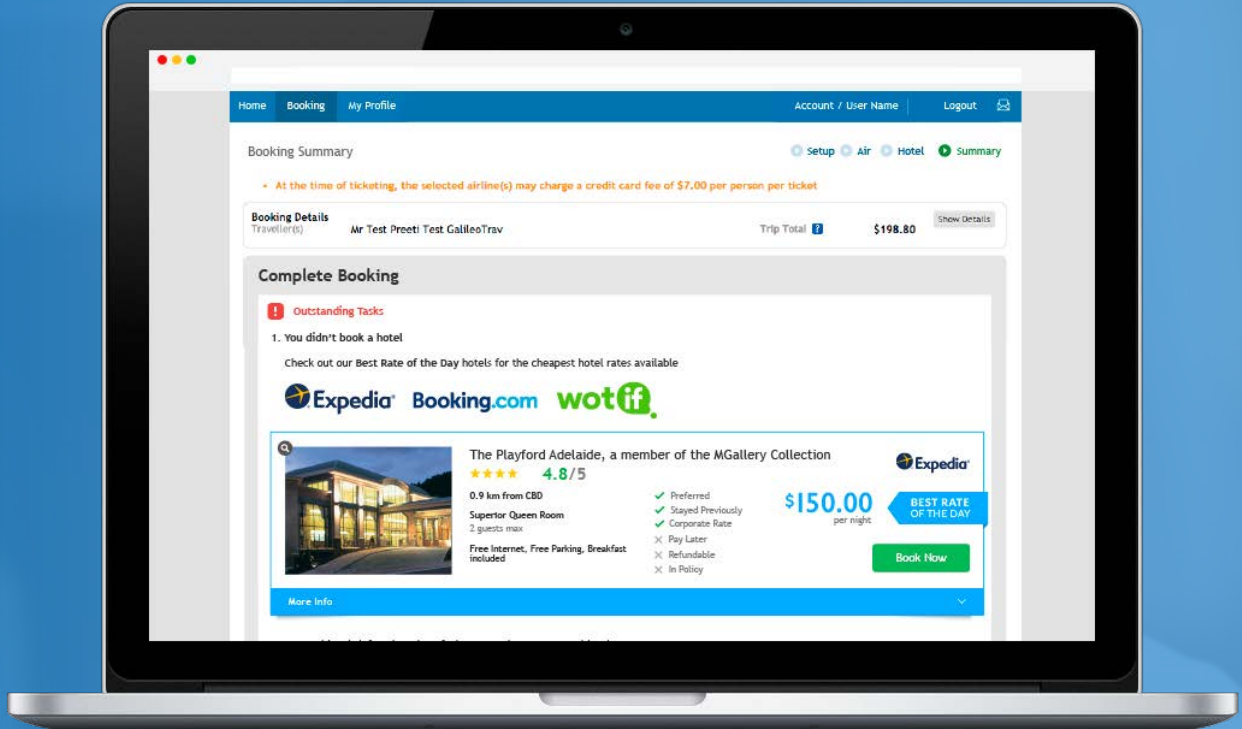 Home Booking My Profile Account / User Name Logout
Booking Summary Setup Air Hotel Summary
At the time of ticketing, the selected airline(s) may charge a credit card fee of $7.00 per person per ticket
Booking Details
Traveller(s) Mr Test Preeti Test GalileoTrav Trip Total ? $198.80 Show Details
Complete Booking
! Outstanding Tasks
1. You didn't book a hotel
Check out our Best Rate of the Day hotels for the cheapest hotel rates available
Expedia Booking.com wotif.
The Playford Adelaide, a member of the MGallery Collection
4.8/5
Expedia
0.9 km from CBD
Superior Queen Room
2 guests max
Free Internet, Free Parking, Breakfast
included
Preferred
Stayed Previously
Corporate Rate
Pay Later
Refundable
In Policy
$150.00
per night
BEST RATE
OF THE DAY
Book Now
More Info